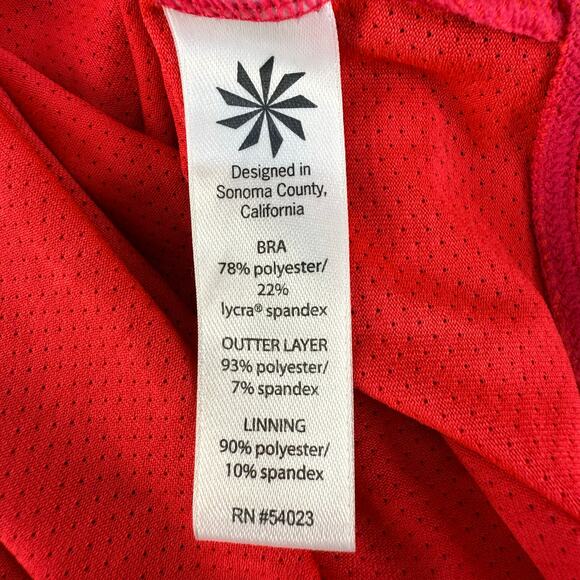 Designed in
Sonoma County,
California
BRA
78% polyester/
22%
lycra® spandex
OUTTER LAYER
93% polyester/
7% spandex
LINNING
90% polyester/
10% spandex
RN #54023